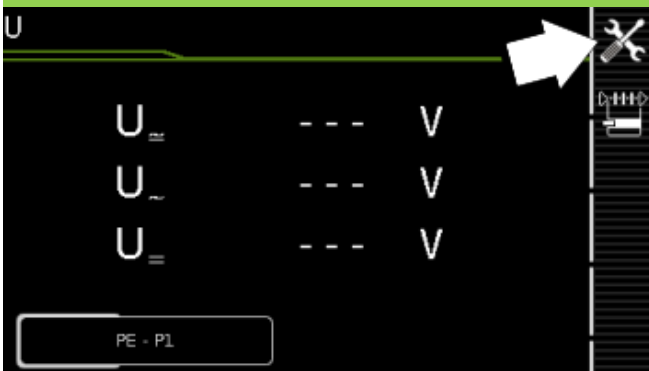 U
U≃ --- V
U~ --- V
U= --- V
PE - P1